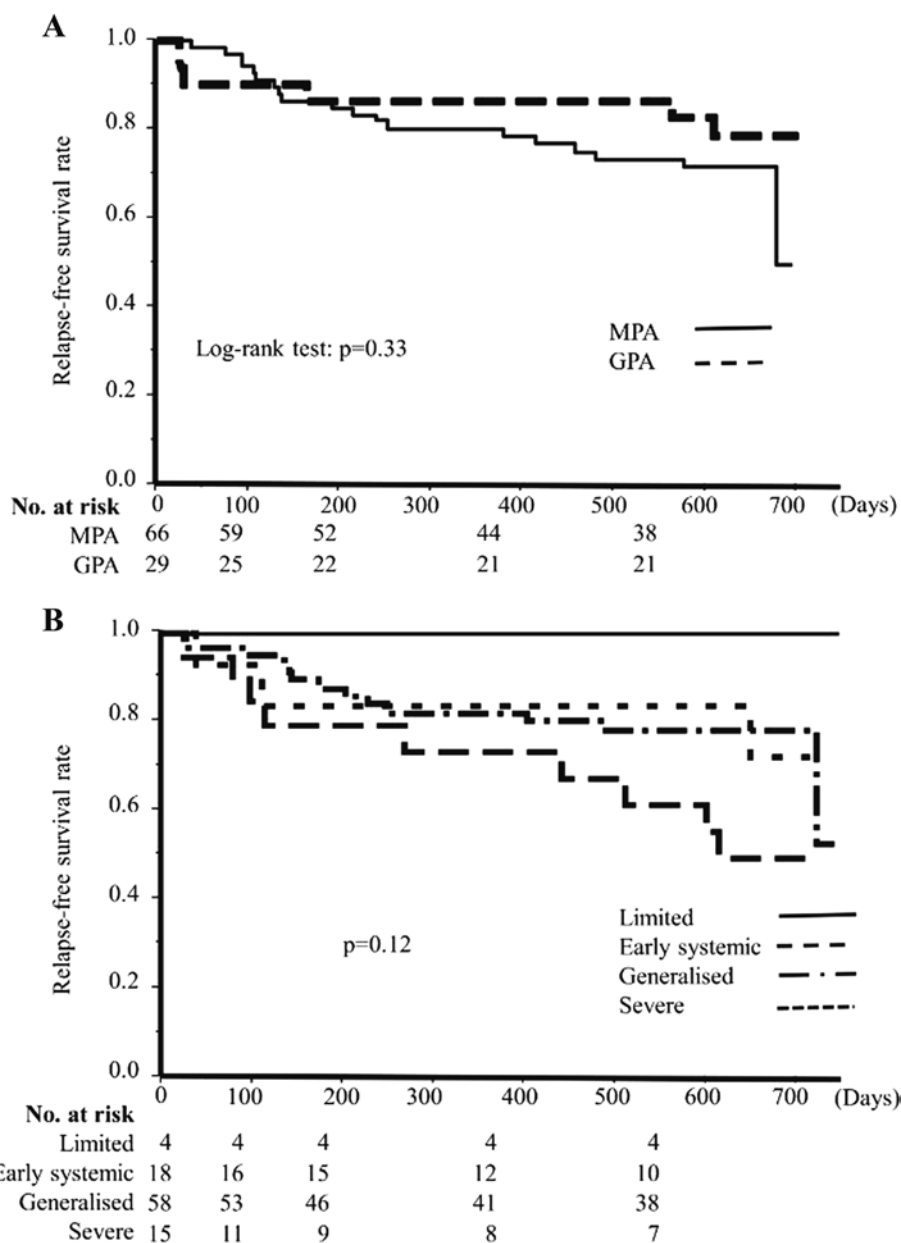 A
1.0
0.8
0.6
0.4
0.2
0.0
Relapse-free survival rate
Log-rank test: p=0.33
MPA
GPA
0 100 200 300 400 500 600 700 (Days)
No. at risk
MPA 66 59 52 44 38
GPA 29 25 22 21 21
B
1.0
0.8
0.6
0.4
0.2
0.0
Relapse-free survival rate
p=0.12
Limited
Early systemic
Generalised
Severe
0 100 200 300 400 500 600 700 (Days)
No. at risk
Limited 4 4 4 4 4
Early systemic 18 16 15 12 10
Generalised 58 53 46 41 38
Severe 15 11 9 8 7